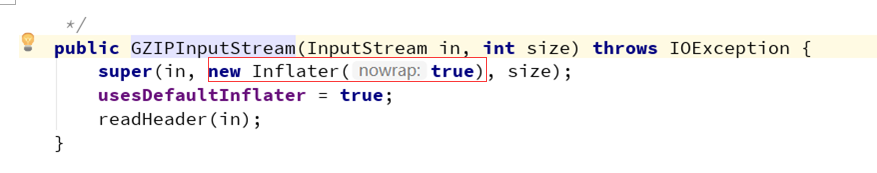 */
public GZIPInputStream(InputStream in, int size) throws IOException {
super(in, new Inflater( nowrap: true), size);
usesDefaultInflater = true;
readHeader(in);
}